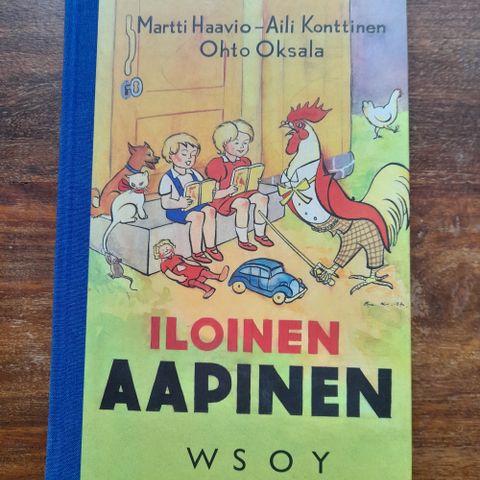 Martti Haavio – Aili Konttinen
Ohto Oksala
ILOINEN
AAPINEN
WSOY